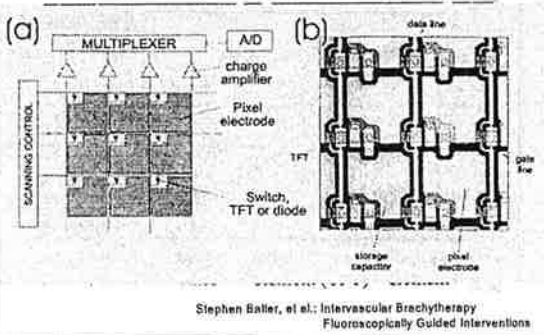 (a)
MULTIPLEXER
A/D
charge
amplifier
Pixel
electrode
SCANNING CONTROL
Switch,
TFT or diode
(b)
data line
TFT
gate
line
storage
capacitor
pixel
electrode
Stephen Balter, et al.: Intervascular Brachytherapy
Fluoroscopically Guided Interventions